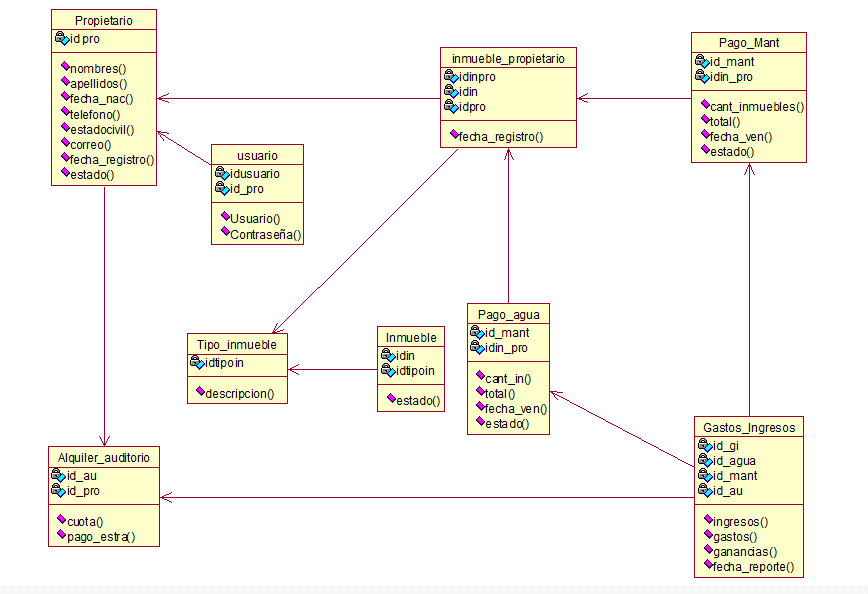 Propietario
id pro
nombres()
apellidos()
fecha_nac()
telefono()
estadocivil()
correo()
fecha_registro()
estado()
usuario
idusuario
id_pro
Usuario()
Contraseña()
inmueble_propietario
idinpro
idin
idpro
fecha_registro()
Pago_Mant
id_mant
idin_pro
cant_inmuebles()
total()
fecha_ven()
estado()
Tipo_inmueble
idtipoin
descripcion()
Inmueble
idin
idtipoin
estado()
Pago_agua
id_mant
idin_pro
cant_in()
total()
fecha_ven()
estado()
Alquiler_auditorio
id_au
id_pro
cuota()
pago_estra()
Gastos_Ingresos
id_gi
id_agua
id_mant
id_au
ingresos()
gastos()
ganancias()
fecha_reporte()